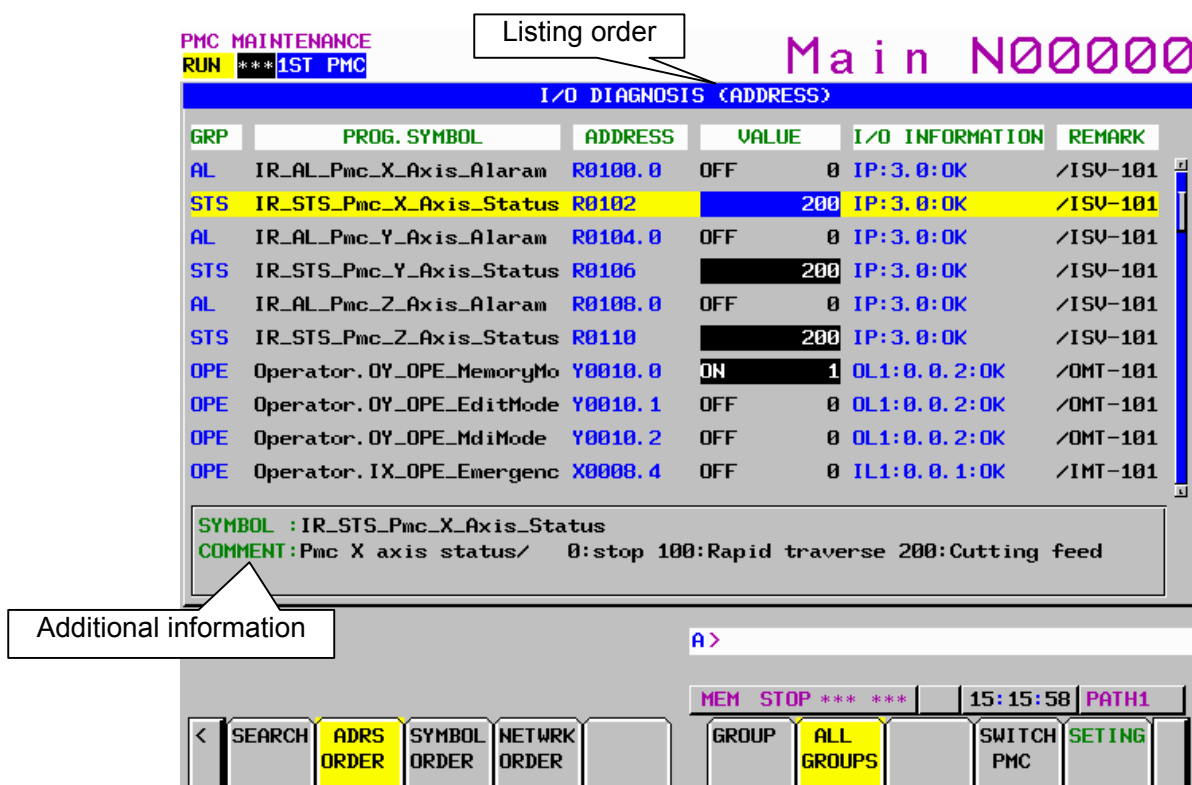 Listing order
PMC MAINTENANCE
RUN ***1ST PMC
Main N00000
I/O DIAGNOSIS (ADDRESS)
GRP PROG.SYMBOL ADDRESS VALUE I/O INFORMATION REMARK
AL IR_AL_Pmc_X_Axis_Alaram R0100.0 OFF 0 IP:3.0:OK /ISV-101
STS IR_STS_Pmc_X_Axis_Status R0102 200 IP:3.0:OK /ISV-101
AL IR_AL_Pmc_Y_Axis_Alaram R0104.0 OFF 0 IP:3.0:OK /ISV-101
STS IR_STS_Pmc_Y_Axis_Status R0106 200 IP:3.0:OK /ISV-101
AL IR_AL_Pmc_Z_Axis_Alaram R0108.0 OFF 0 IP:3.0:OK /ISV-101
STS IR_STS_Pmc_Z_Axis_Status R0110 200 IP:3.0:OK /ISV-101
OPE Operator.OY_OPE_MemoryMo Y0010.0 ON 1 OL1:0.0.2:OK /OMT-101
OPE Operator.OY_OPE_EditMode Y0010.1 OFF 0 OL1:0.0.2:OK /OMT-101
OPE Operator.OY_OPE_MdiMode Y0010.2 OFF 0 OL1:0.0.2:OK /OMT-101
OPE Operator.IX_OPE_Emergenc X0008.4 OFF 0 IL1:0.0.1:OK /IMT-101
SYMBOL :IR_STS_Pmc_X_Axis_Status
COMMENT:Pmc X axis status/ 0:stop 100:Rapid traverse 200:Cutting feed
Additional information
A>
MEM STOP *** *** 15:15:58 PATH1
< SEARCH ADRS ORDER SYMBOL ORDER NETWRK ORDER GROUP ALL GROUPS SWITCH PMC SETING